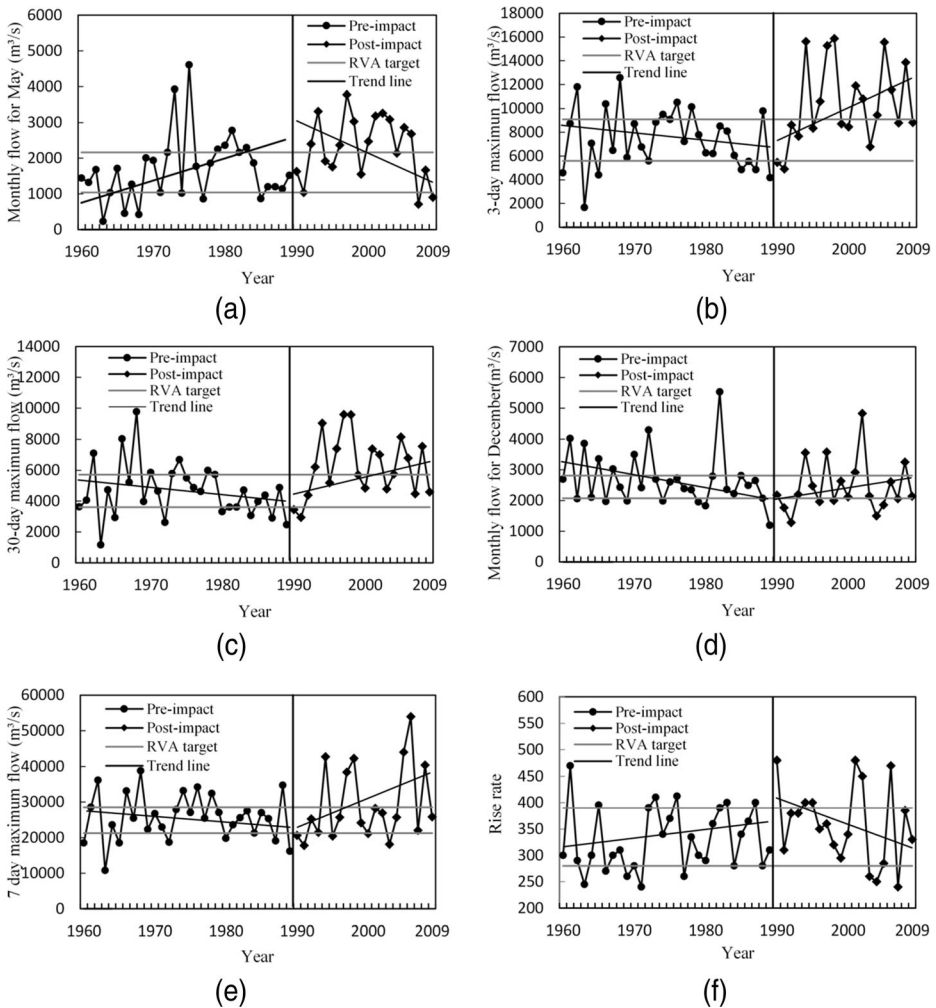 6000
5000
4000
3000
2000
1000
0
Monthly flow for May (m³/s)
Pre-impact
Post-impact
RVA target
Trend line
1960 1970 1980 1990 2000 2009
Year
(a)
18000
16000
14000
12000
10000
8000
6000
4000
2000
0
3-day maximun flow (m³/s)
Pre-impact
Post-impact
RVA target
Trend line
1960 1970 1980 1990 2000 2009
Year
(b)
14000
12000
10000
8000
6000
4000
2000
0
30-day maximun flow (m³/s)
Pre-impact
Post-impact
RVA target
Trend line
1960 1970 1980 1990 2000 2009
Year
(c)
7000
6000
5000
4000
3000
2000
1000
0
Monthly flow for December(m³/s)
Pre-impact
Post-impact
RVA target
Trend line
1960 1970 1980 1990 2000 2009
Year
(d)
60000
50000
40000
30000
20000
10000
0
7 day maximum flow (m³/s)
Pre-impact
Post-impact
RVA target
Trend line
1960 1970 1980 1990 2000 2009
Year
(e)
600
550
500
450
400
350
300
250
200
Rise rate
Pre-impact
Post-impact
RVA target
Trend line
1960 1970 1980 1990 2000 2009
Year
(f)